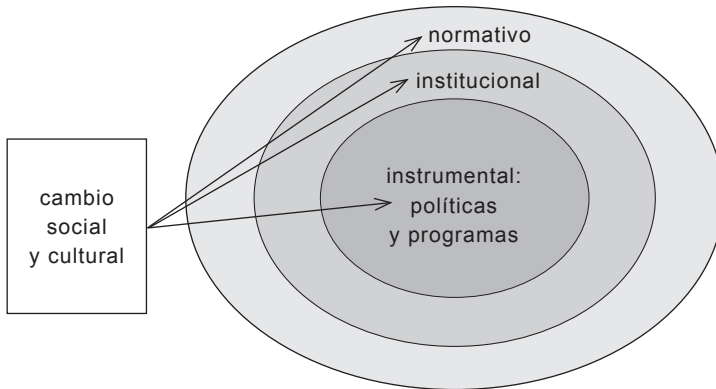 normativo
institucional
instrumental:
políticas
y programas
cambio
social
y cultural